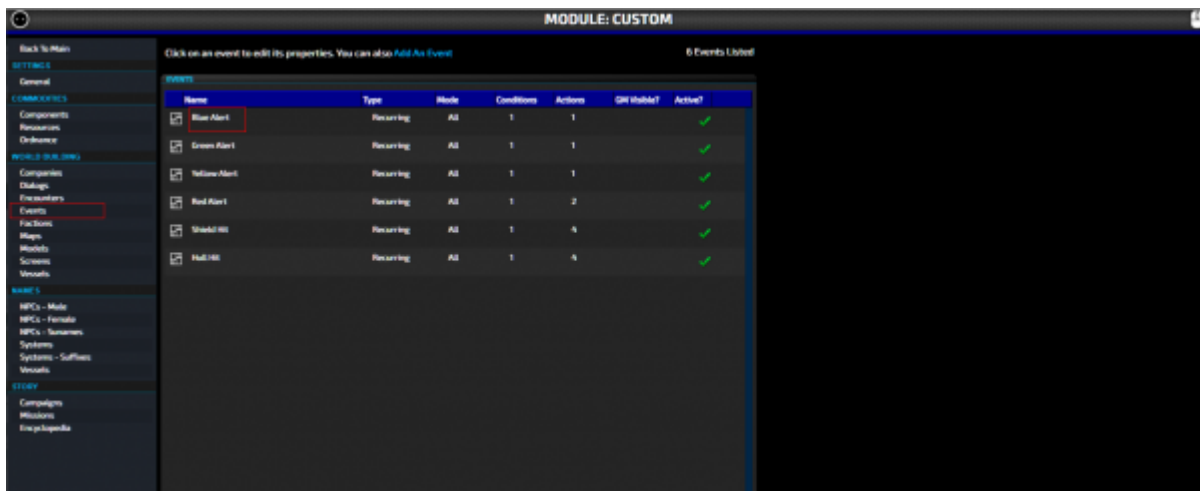 MODULE: CUSTOM
Back To Main
SETTINGS
General
COMMODITIES
Components
Resources
Ordnance
WORLD BUILDING
Companies
Dialogs
Encounters
Events
Factions
Maps
Models
Screens
Vessels
NAMES
NPCs - Male
NPCs - Female
NPCs - Surnames
Systems
Systems - Suffixes
Vessels
STORY
Campaigns
Missions
Encyclopedia
Click on an event to edit its properties. You can also Add An Event
6 Events Listed
EVENTS
Name Type Mode Conditions Actions GM Visible? Active?
Blue Alert Recurring All 1 1
Green Alert Recurring All 1 1
Yellow Alert Recurring All 1 1
Red Alert Recurring All 1 2
Shield Hit Recurring All 1 4
Hull Hit Recurring All 1 4